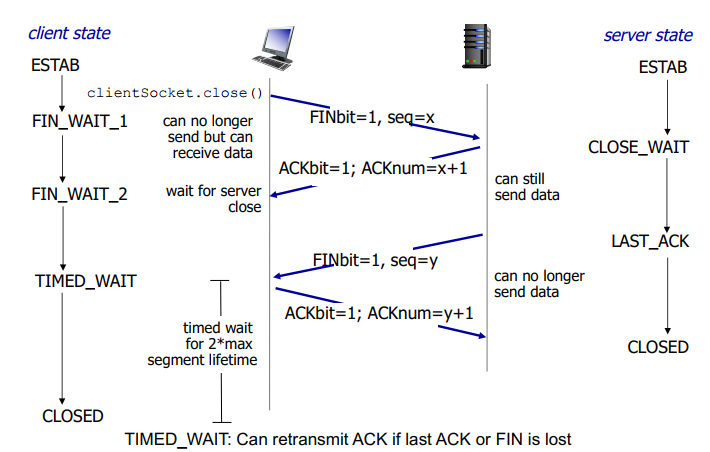 client state
server state
ESTAB
ESTAB
clientSocket.close()
FINbit=1, seq=x
FIN_WAIT_1
can no longer
send but can
receive data
CLOSE_WAIT
ACKbit=1; ACKnum=x+1
can still
send data
FIN_WAIT_2
wait for server
close
LAST_ACK
FINbit=1, seq=y
can no longer
send data
TIMED_WAIT
ACKbit=1; ACKnum=y+1
timed wait
for 2*max
segment lifetime
CLOSED
CLOSED
TIMED_WAIT: Can retransmit ACK if last ACK or FIN is lost